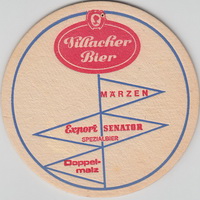 Villacher
Bier
MÄRZEN
Export SENATOR
SPEZIALBIER
Doppel-
malz